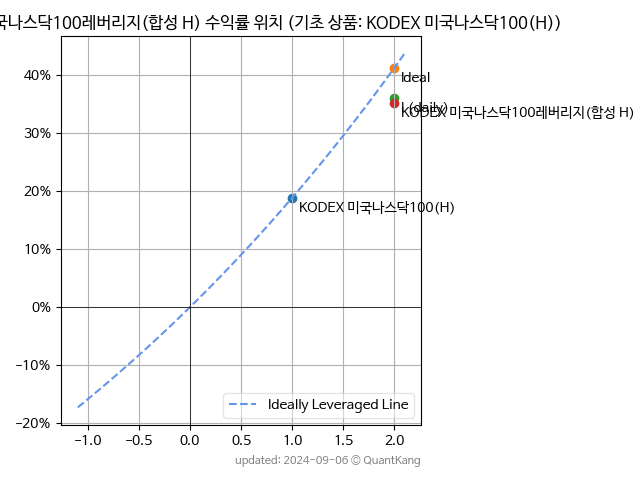 국나스닥100레버리지(합성 H) 수익률 위치 (기초 상품: KODEX 미국나스닥100(H))
40%
30%
20%
10%
0%
−10%
−20%
Ideal
(daily)
KODEX 미국나스닥100레버리지(합성 H)
KODEX 미국나스닥100(H)
Ideally Leveraged Line
−1.0 −0.5 0.0 0.5 1.0 1.5 2.0
updated: 2024-09-06 © QuantKang